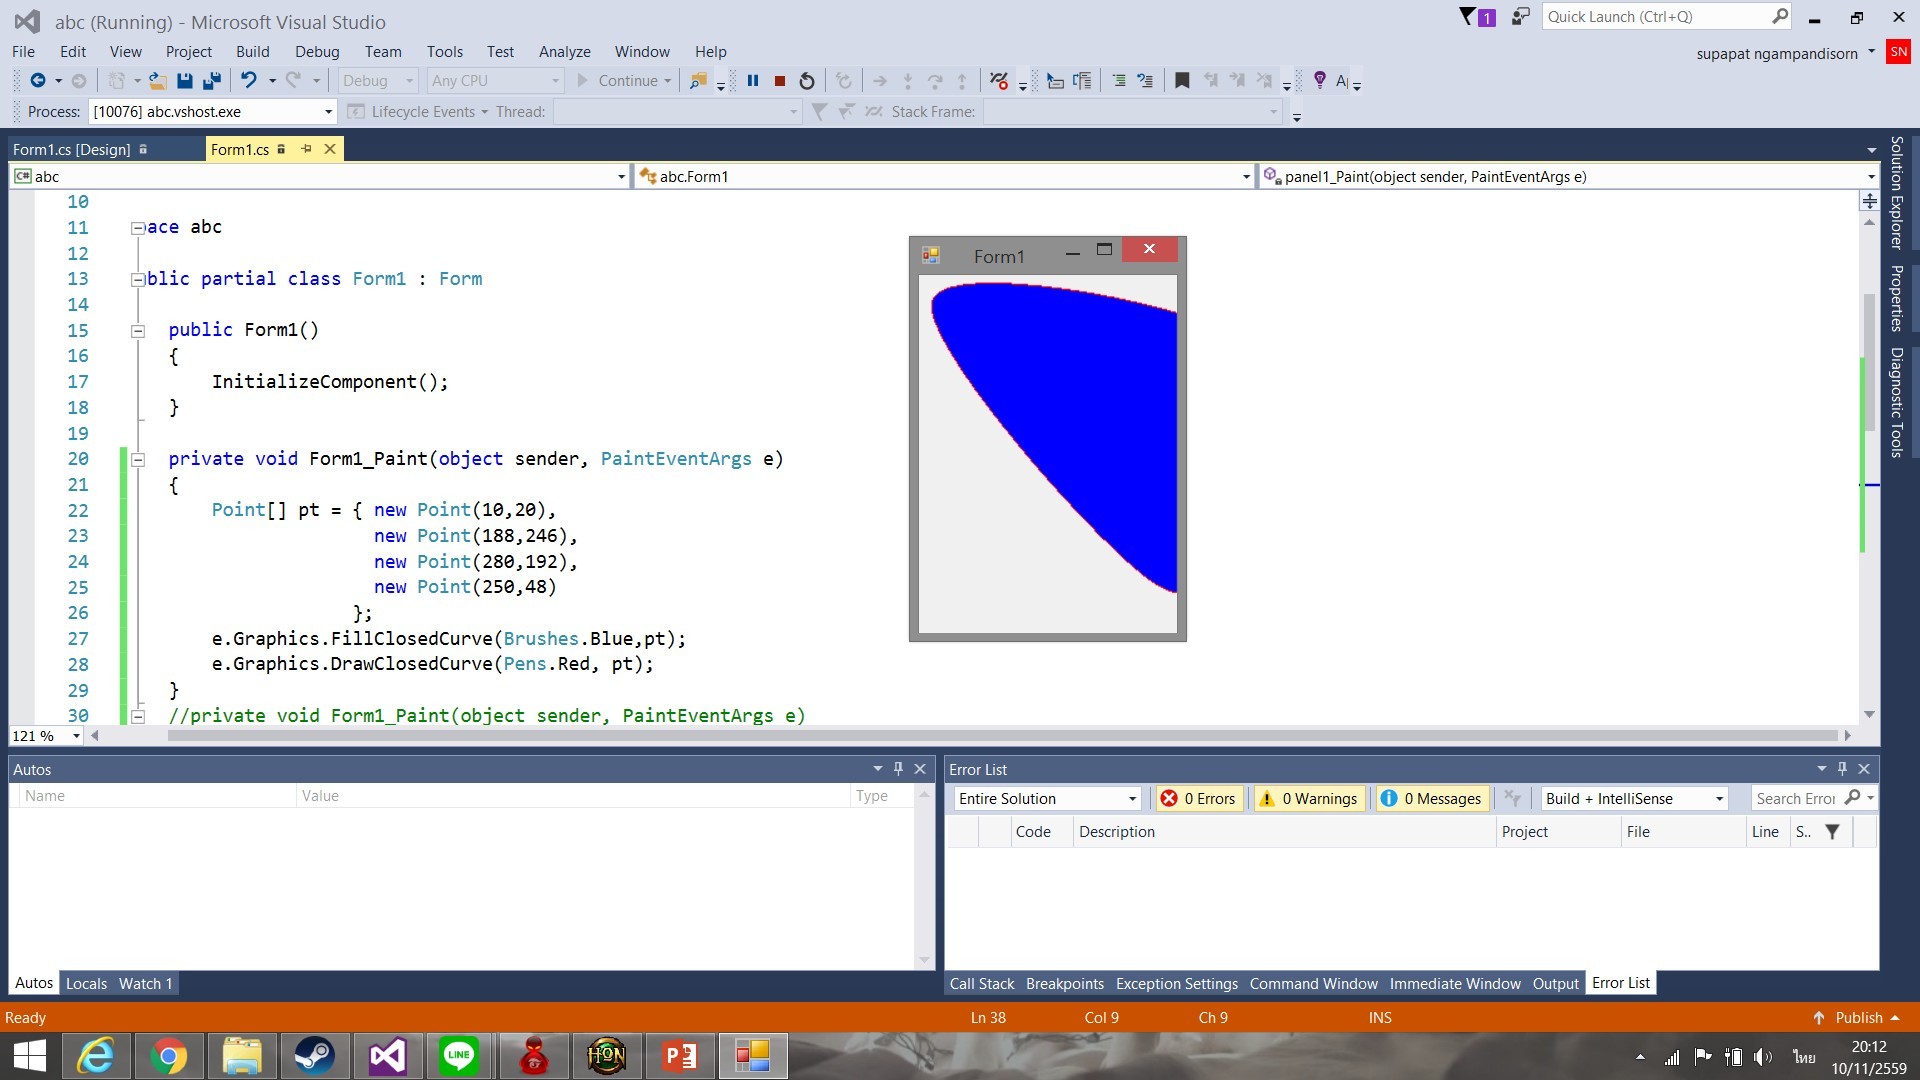 abc (Running) - Microsoft Visual Studio
1
Quick Launch (Ctrl+Q)
File Edit View Project Build Debug Team Tools Test Analyze Window Help
supapat ngampandisorn SN
Debug Any CPU Continue
Process: [10076] abc.vshost.exe Lifecycle Events Thread: Stack Frame:
Form1.cs [Design] Form1.cs
C# abc abc.Form1 panel1_Paint(object sender, PaintEventArgs e)
10
11 ace abc
12
13 blic partial class Form1 : Form
14
15 public Form1()
16 {
17 InitializeComponent();
18 }
19
20 private void Form1_Paint(object sender, PaintEventArgs e)
21 {
22 Point[] pt = { new Point(10,20),
23 new Point(188,246),
24 new Point(280,192),
25 new Point(250,48)
26 };
27 e.Graphics.FillClosedCurve(Brushes.Blue,pt);
28 e.Graphics.DrawClosedCurve(Pens.Red, pt);
29 }
30 //private void Form1_Paint(object sender, PaintEventArgs e)
121 %
Form1
Solution Explorer
Properties
Diagnostic Tools
Autos
Name Value Type
Autos Locals Watch 1
Error List
Entire Solution 0 Errors 0 Warnings 0 Messages Build + IntelliSense Search Error
Code Description Project File Line S..
Call Stack Breakpoints Exception Settings Command Window Immediate Window Output Error List
Ready Ln 38 Col 9 Ch 9 INS Publish
LINE
HON
P
ไทย
20:12
10/11/2559